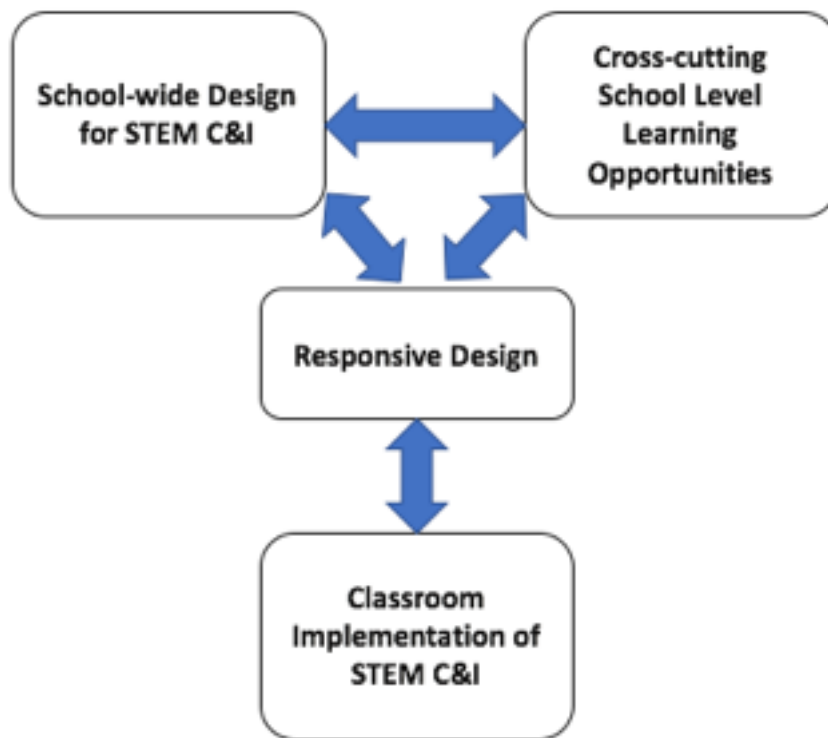 School-wide Design
for STEM C&I
Cross-cutting
School Level
Learning
Opportunities
Responsive Design
Classroom
Implementation of
STEM C&I